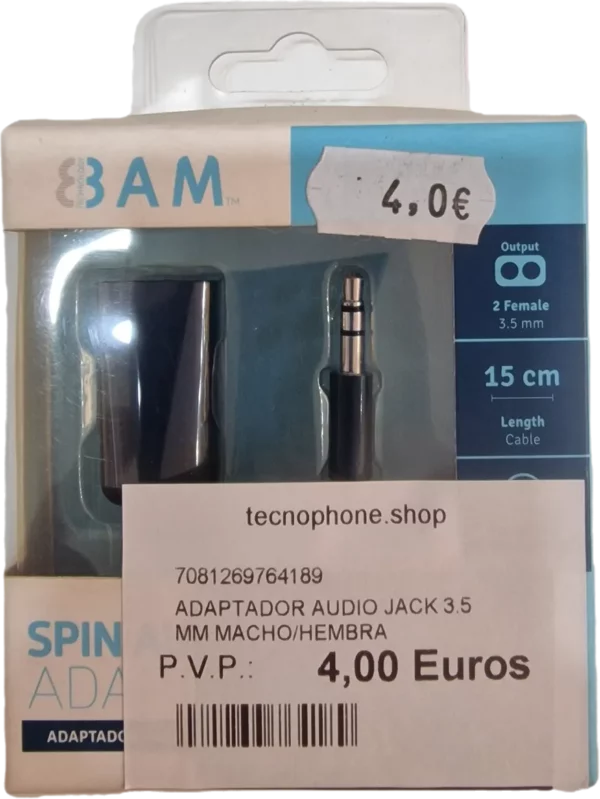 8BAM™
4,0€
Output
2 Female
3.5 mm
15 cm
Length
Cable
tecnophone.shop
7081269764189
ADAPTADOR AUDIO JACK 3.5
MM MACHO/HEMBRA
P.V.P.: 4,00 Euros
SPIN
ADA
ADAPTADO